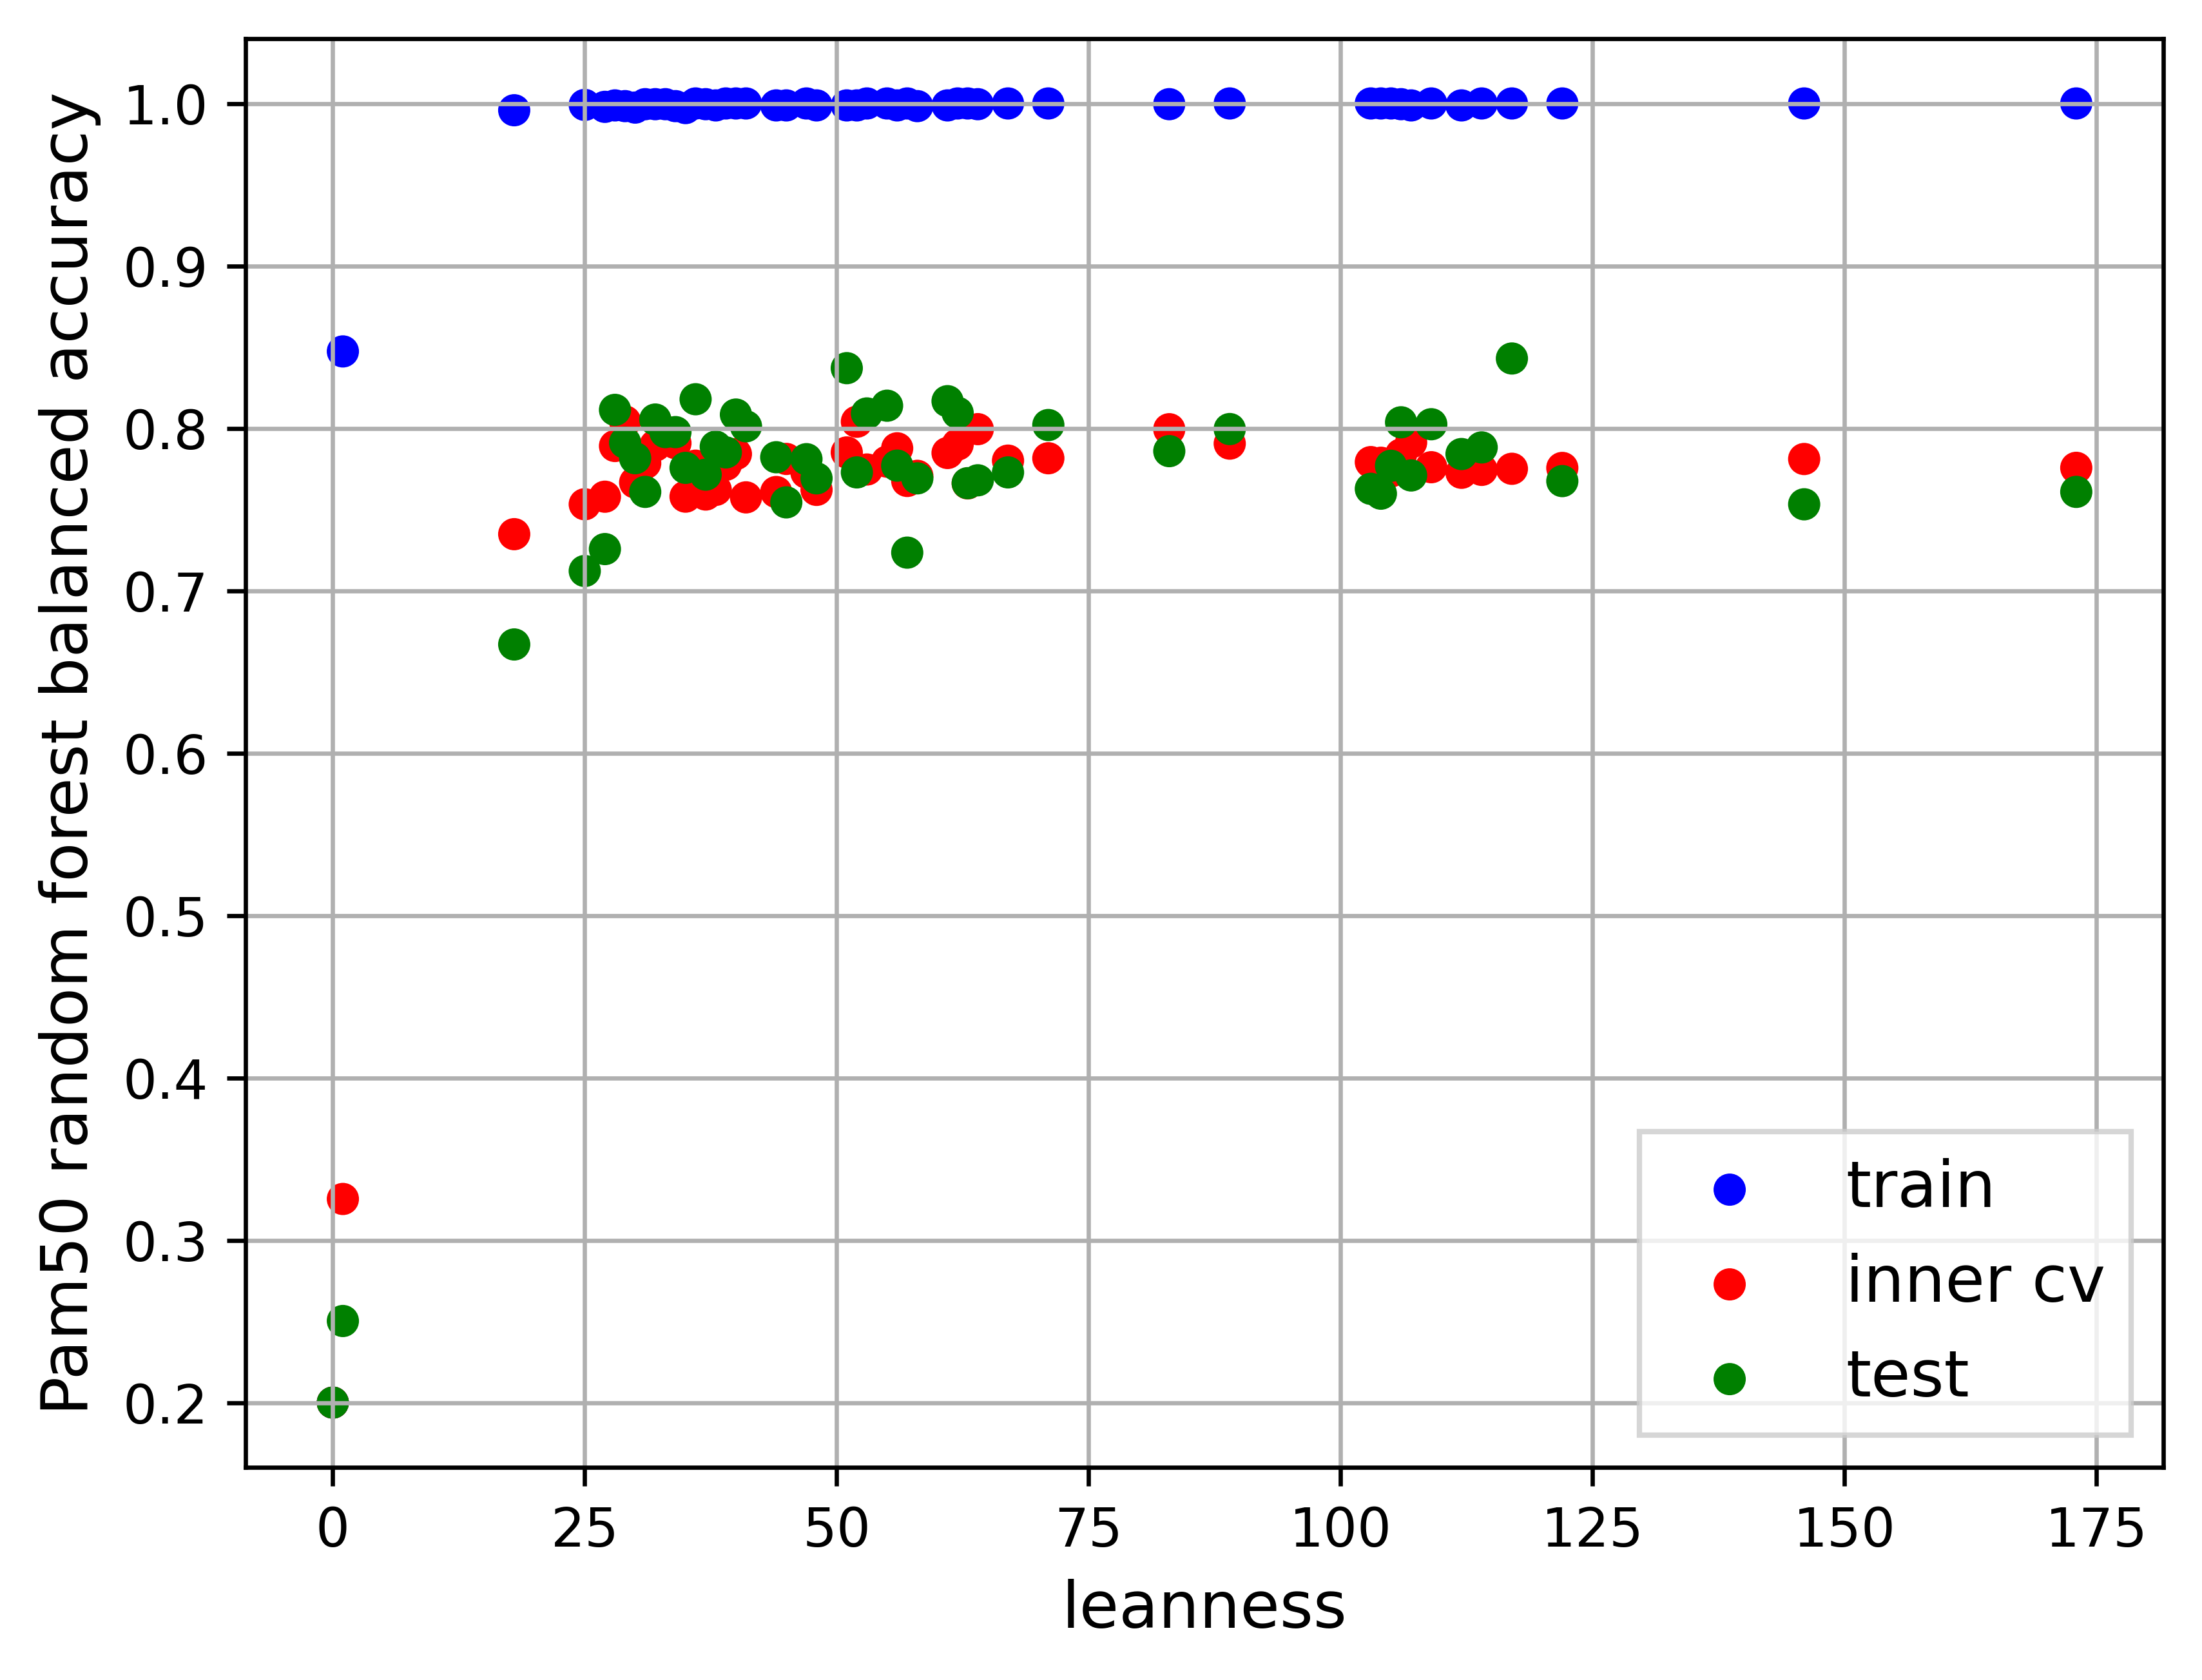 Pam50 random forest balanced accuracy
1.0
0.9
0.8
0.7
0.6
0.5
0.4
0.3
0.2
train
inner cv
test
0 25 50 75 100 125 150 175
leanness